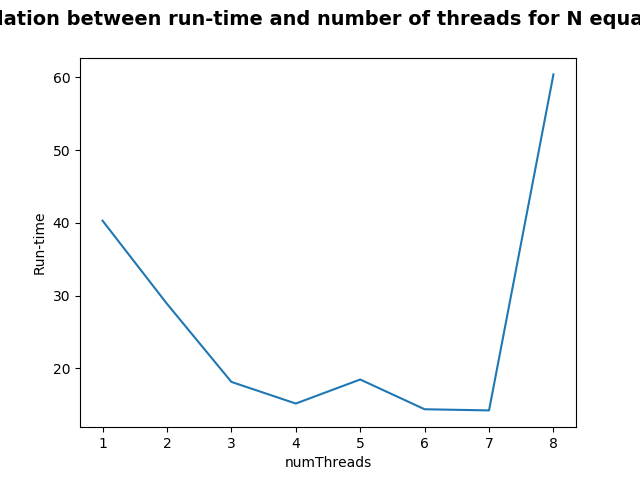 lation between run-time and number of threads for N equa
60
50
40
30
20
Run-time
1 2 3 4 5 6 7 8
numThreads